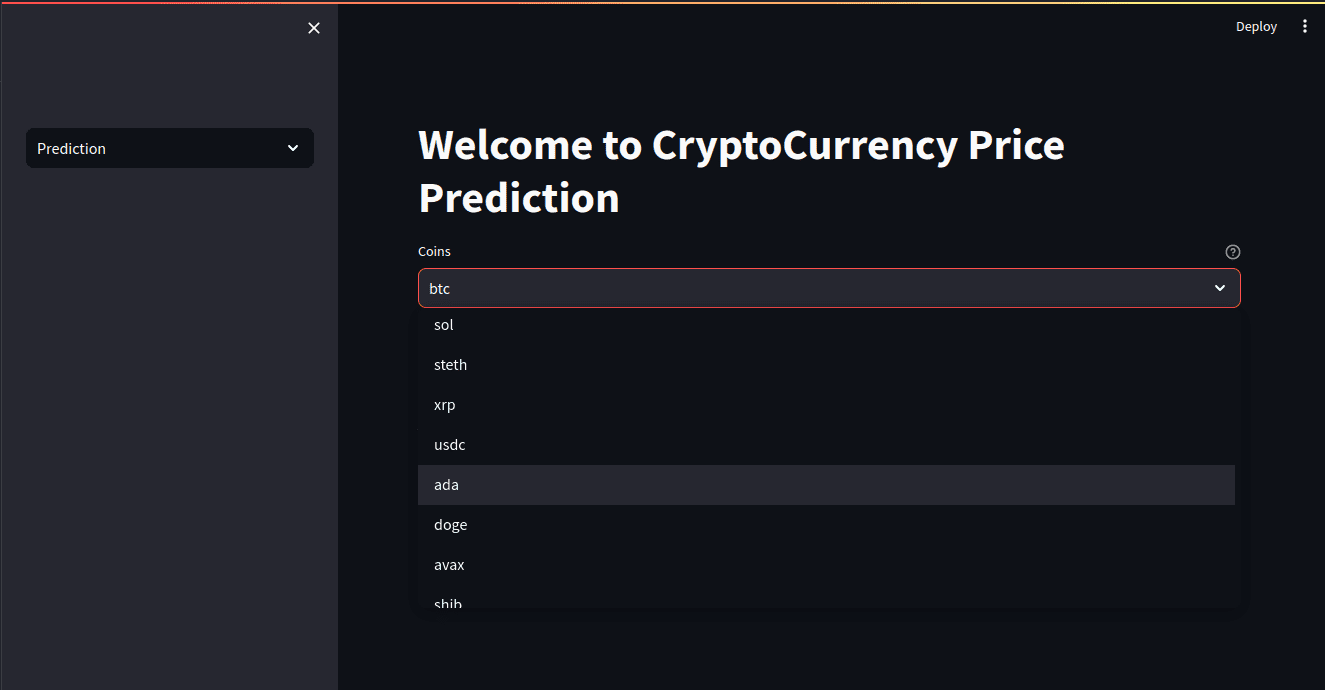 Deploy
Prediction
Welcome to CryptoCurrency Price
Prediction
Coins
?
btc
sol
steth
xrp
usdc
ada
doge
avax
shib